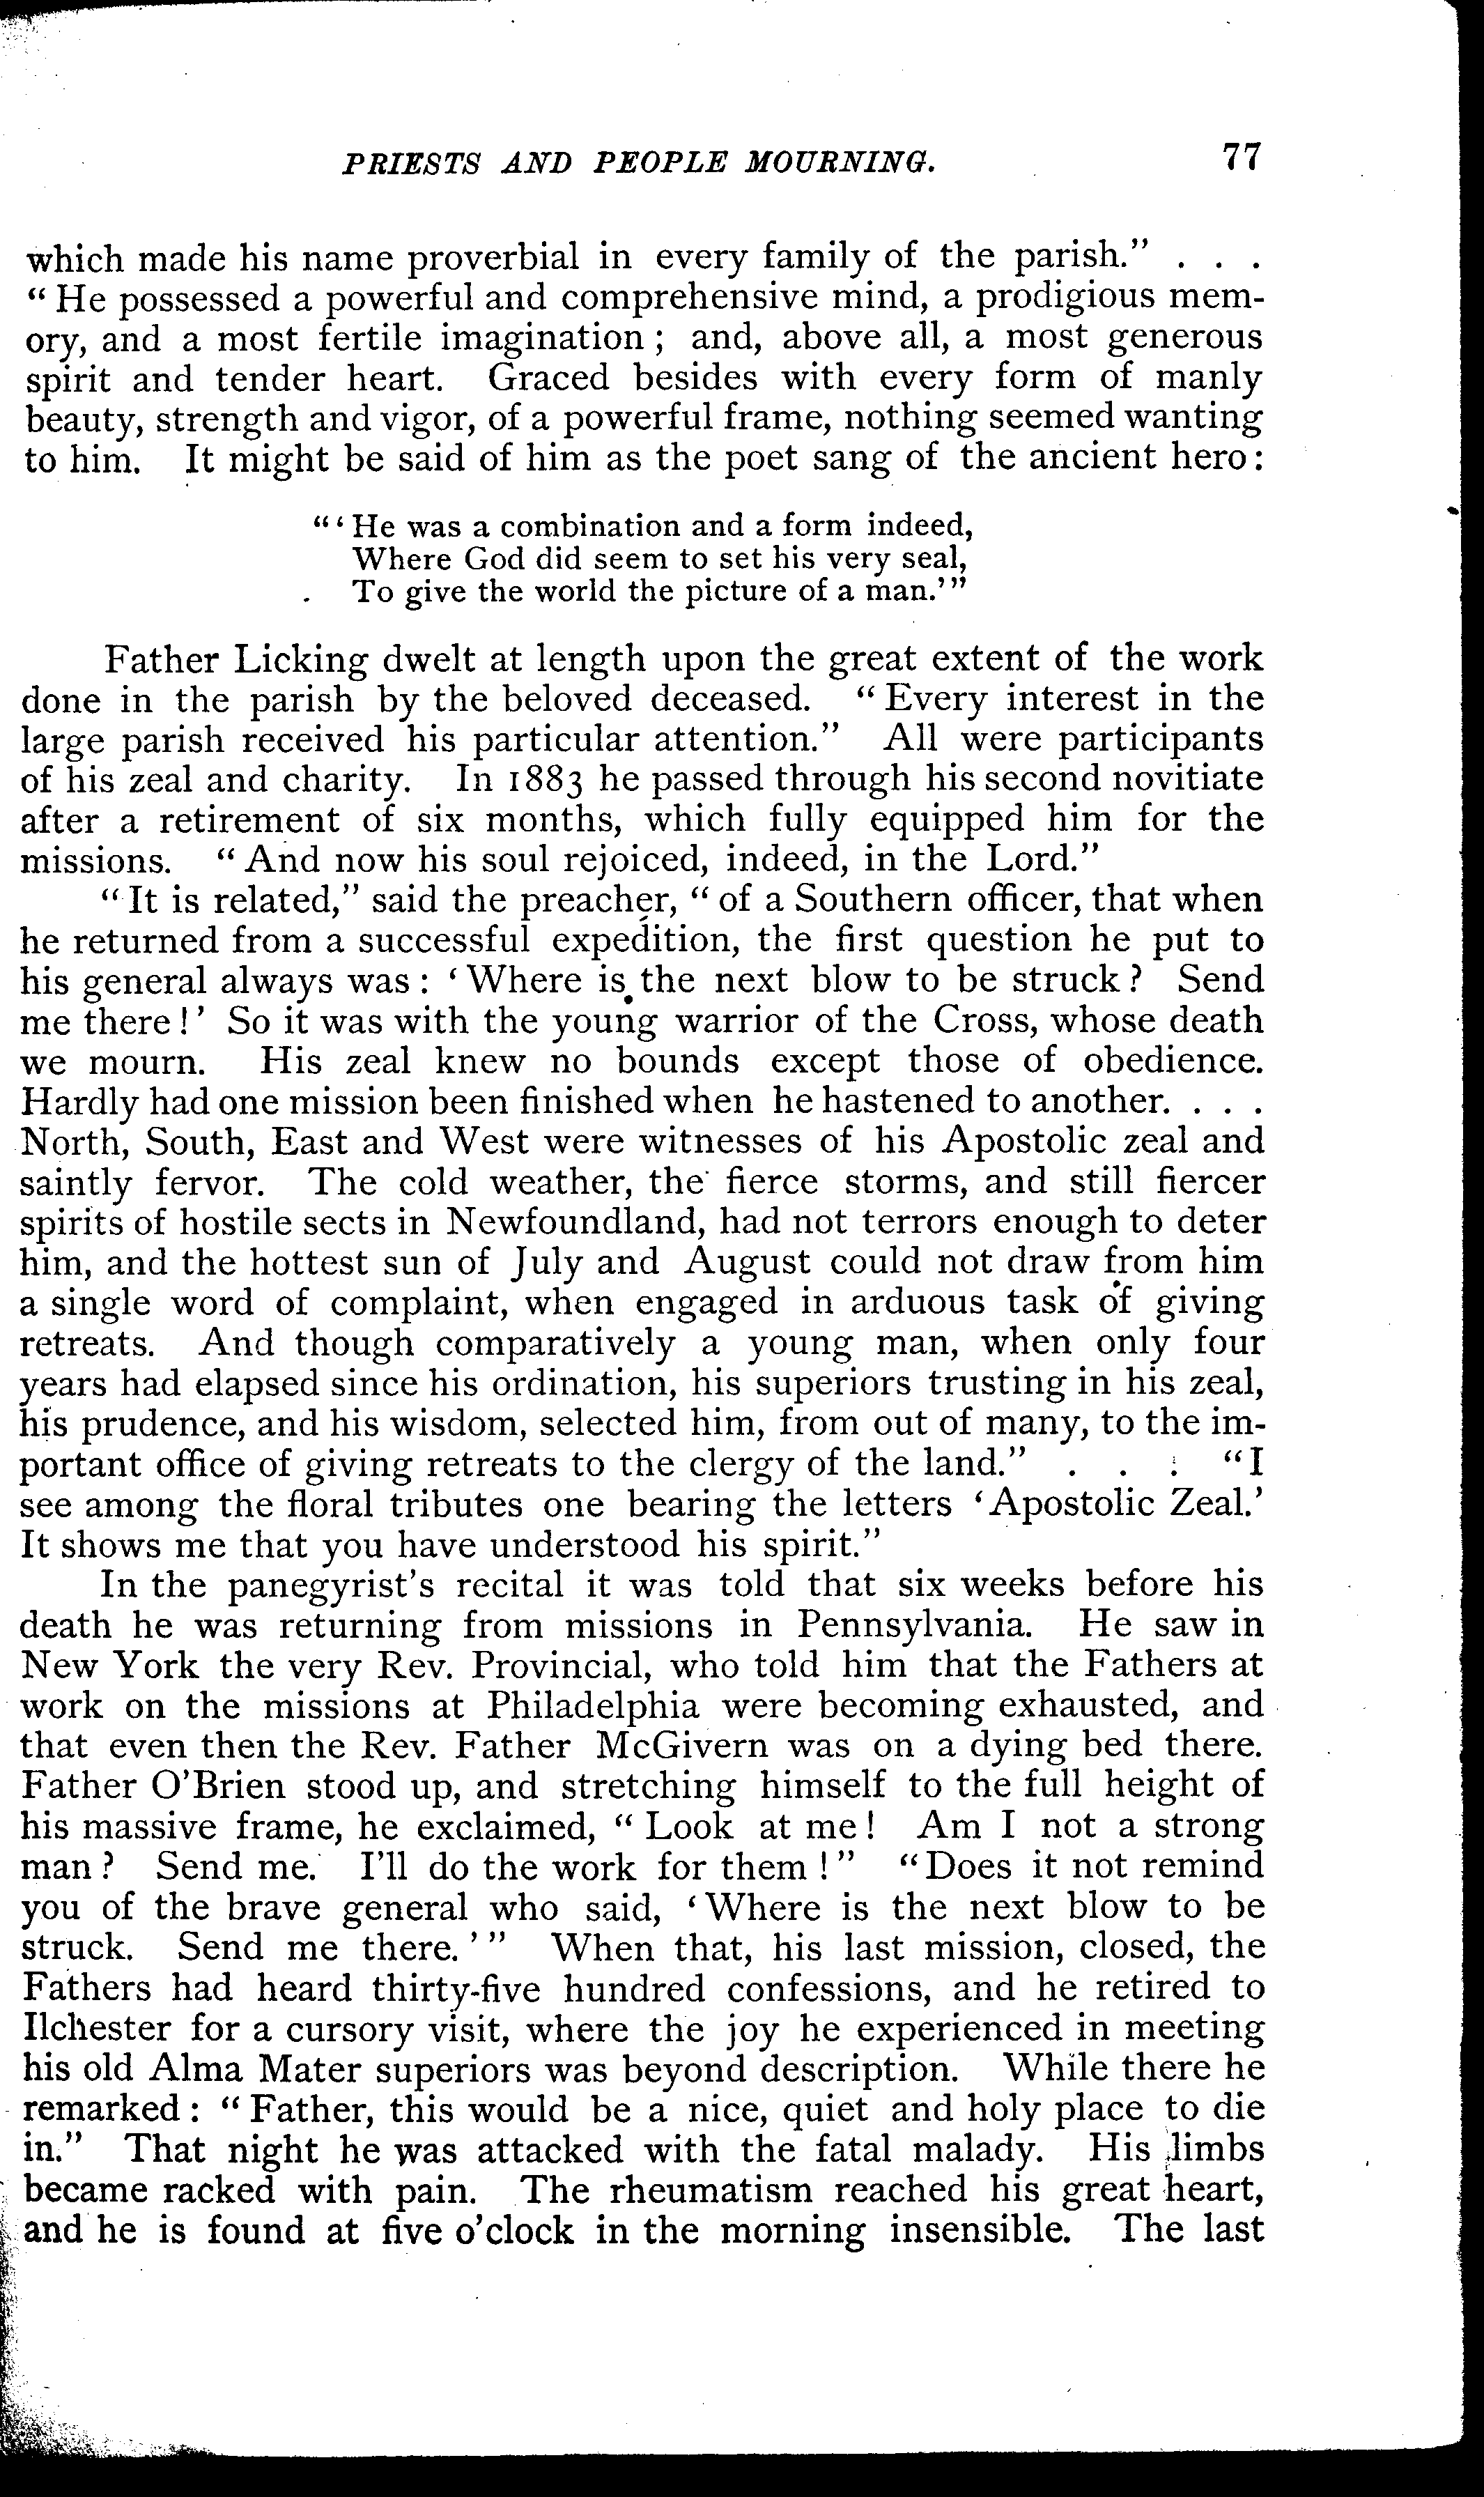 PRIESTS AND PEOPLE MOURNING. 77
which made his name proverbial in every family of the parish." . . .
"He possessed a powerful and comprehensive mind, a prodigious mem-
ory, and a most fertile imagination; and, above all, a most generous
spirit and tender heart. Graced besides with every form of manly
beauty, strength and vigor, of a powerful frame, nothing seemed wanting
to him. It might be said of him as the poet sang of the ancient hero:
"'He was a combination and a form indeed,
Where God did seem to set his very seal,
To give the world the picture of a man.'"
Father Licking dwelt at length upon the great extent of the work
done in the parish by the beloved deceased. "Every interest in the
large parish received his particular attention." All were participants
of his zeal and charity. In 1883 he passed through his second novitiate
after a retirement of six months, which fully equipped him for the
missions. "And now his soul rejoiced, indeed, in the Lord."
"It is related," said the preacher, "of a Southern officer, that when
he returned from a successful expedition, the first question he put to
his general always was: 'Where is the next blow to be struck? Send
me there!' So it was with the young warrior of the Cross, whose death
we mourn. His zeal knew no bounds except those of obedience.
Hardly had one mission been finished when he hastened to another. . . .
North, South, East and West were witnesses of his Apostolic zeal and
saintly fervor. The cold weather, the fierce storms, and still fiercer
spirits of hostile sects in Newfoundland, had not terrors enough to deter
him, and the hottest sun of July and August could not draw from him
a single word of complaint, when engaged in arduous task of giving
retreats. And though comparatively a young man, when only four
years had elapsed since his ordination, his superiors trusting in his zeal,
his prudence, and his wisdom, selected him, from out of many, to the im-
portant office of giving retreats to the clergy of the land." . . . "I
see among the floral tributes one bearing the letters 'Apostolic Zeal.'
It shows me that you have understood his spirit."
In the panegyrist's recital it was told that six weeks before his
death he was returning from missions in Pennsylvania. He saw in
New York the very Rev. Provincial, who told him that the Fathers at
work on the missions at Philadelphia were becoming exhausted, and
that even then the Rev. Father McGivern was on a dying bed there.
Father O'Brien stood up, and stretching himself to the full height of
his massive frame, he exclaimed, "Look at me! Am I not a strong
man? Send me. I'll do the work for them!" "Does it not remind
you of the brave general who said, 'Where is the next blow to be
struck. Send me there.'" When that, his last mission, closed, the
Fathers had heard thirty-five hundred confessions, and he retired to
Ilchester for a cursory visit, where the joy he experienced in meeting
his old Alma Mater superiors was beyond description. While there he
remarked: "Father, this would be a nice, quiet and holy place to die
in." That night he was attacked with the fatal malady. His limbs
became racked with pain. The rheumatism reached his great heart,
and he is found at five o'clock in the morning insensible. The last